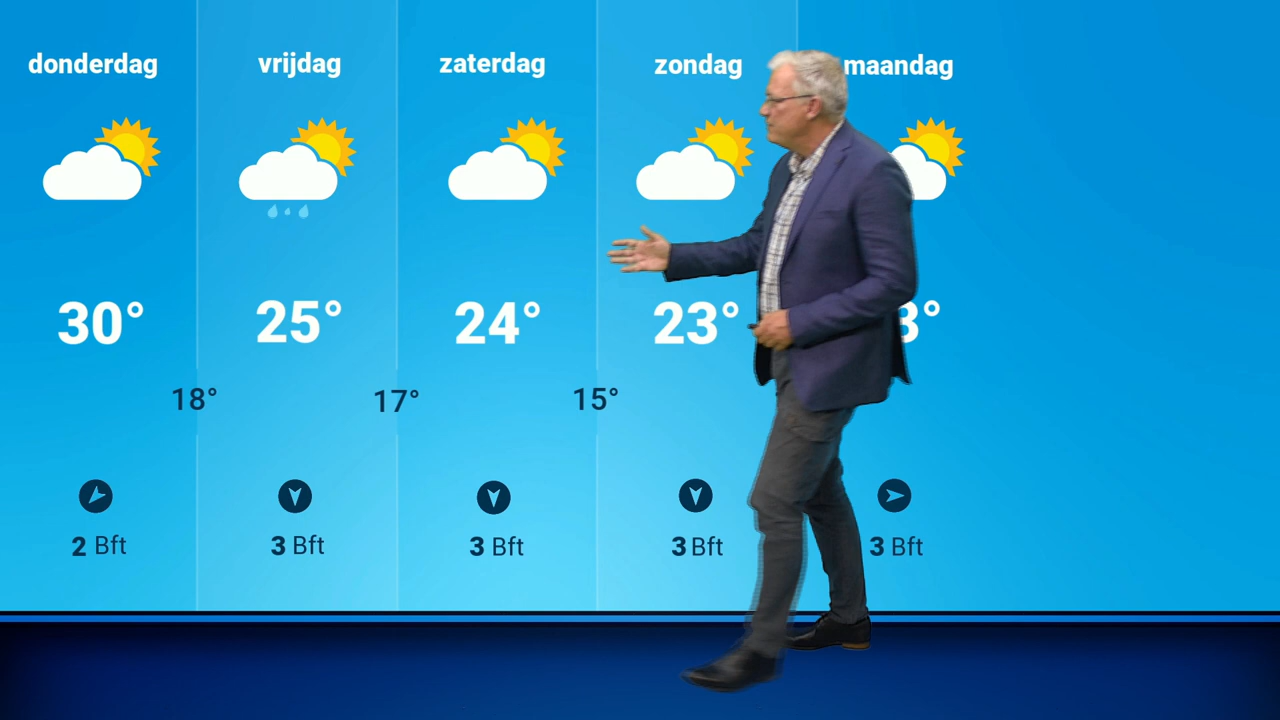 donderdag vrijdag zaterdag zondag maandag
30° 25° 24° 23° 3°
18° 17° 15°
2 Bft 3 Bft 3 Bft 3 Bft 3 Bft